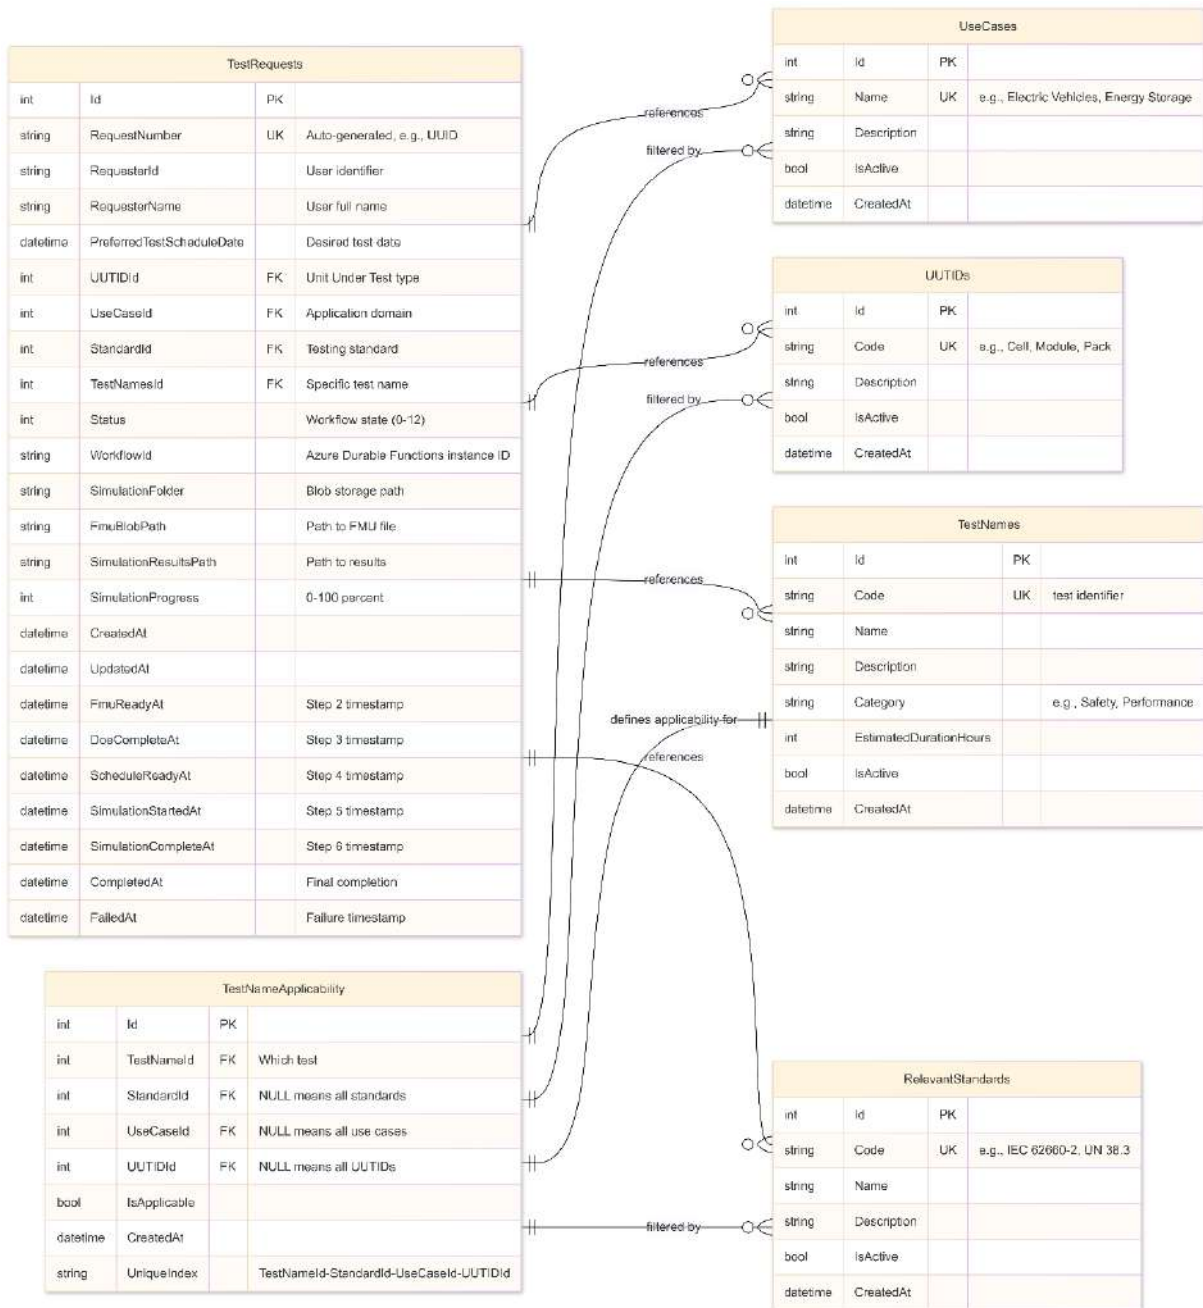 TestRequests
int Id PK
string RequestNumber UK Auto-generated, e.g., UUID
string RequesterId User identifier
string RequesterName User full name
datetime PreferredTestScheduleDate Desired test date
int UUTIDId FK Unit Under Test type
int UseCaseId FK Application domain
int StandardId FK Testing standard
int TestNamesId FK Specific test name
int Status Workflow state (0-12)
string WorkflowId Azure Durable Functions instance ID
string SimulationFolder Blob storage path
string FmuBlobPath Path to FMU file
string SimulationResultsPath Path to results
int SimulationProgress 0-100 percent
datetime CreatedAt
datetime UpdatedAt
datetime FmuReadyAt Step 2 timestamp
datetime DoeCompleteAt Step 3 timestamp
datetime ScheduleReadyAt Step 4 timestamp
datetime SimulationStartedAt Step 5 timestamp
datetime SimulationCompleteAt Step 6 timestamp
datetime CompletedAt Final completion
datetime FailedAt Failure timestamp
TestNameApplicability
int Id PK
int TestNameId FK Which test
int StandardId FK NULL means all standards
int UseCaseId FK NULL means all use cases
int UUTIDId FK NULL means all UUTIDs
bool IsApplicable
datetime CreatedAt
string UniqueIndex TestNameId-StandardId-UseCaseId-UUTIDId
references
filtered by
references
filtered by
references
defines applicability for
references
filtered by
UseCases
int Id PK
string Name UK e.g., Electric Vehicles, Energy Storage
string Description
bool IsActive
datetime CreatedAt
UUTIDs
int Id PK
string Code UK e.g., Cell, Module, Pack
string Description
bool IsActive
datetime CreatedAt
TestNames
int Id PK
string Code UK test identifier
string Name
string Description
string Category e.g., Safety, Performance
int EstimatedDurationHours
bool IsActive
datetime CreatedAt
RelevantStandards
int Id PK
string Code UK e.g., IEC 62660-2, UN 38.3
string Name
string Description
bool IsActive
datetime CreatedAt